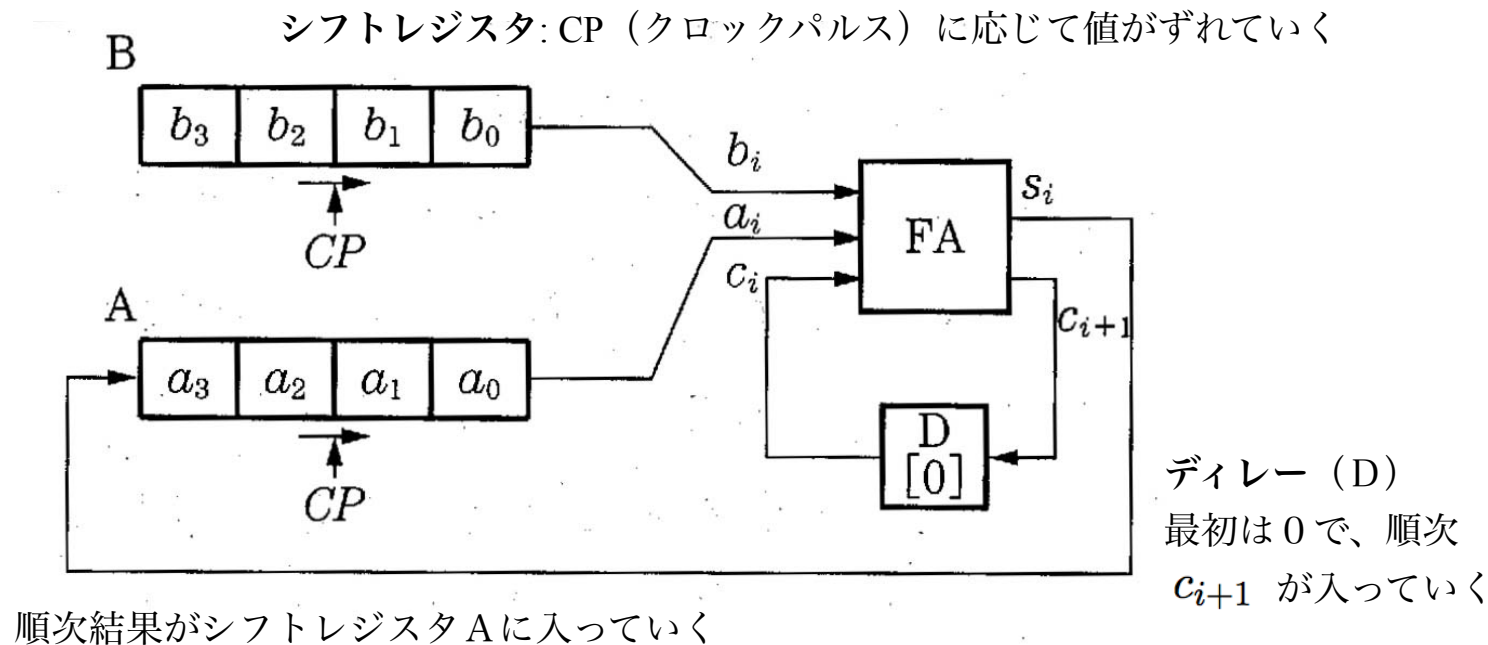 シフトレジスタ: CP（クロックパルス）に応じて値がずれていく
B
b₃ b₂ b₁ b₀
CP
bᵢ
aᵢ
cᵢ
FA
sᵢ
cᵢ₊₁
A
a₃ a₂ a₁ a₀
CP
D
[0]
ディレー（D）
最初は０で、順次
cᵢ₊₁ が入っていく
順次結果がシフトレジスタＡに入っていく